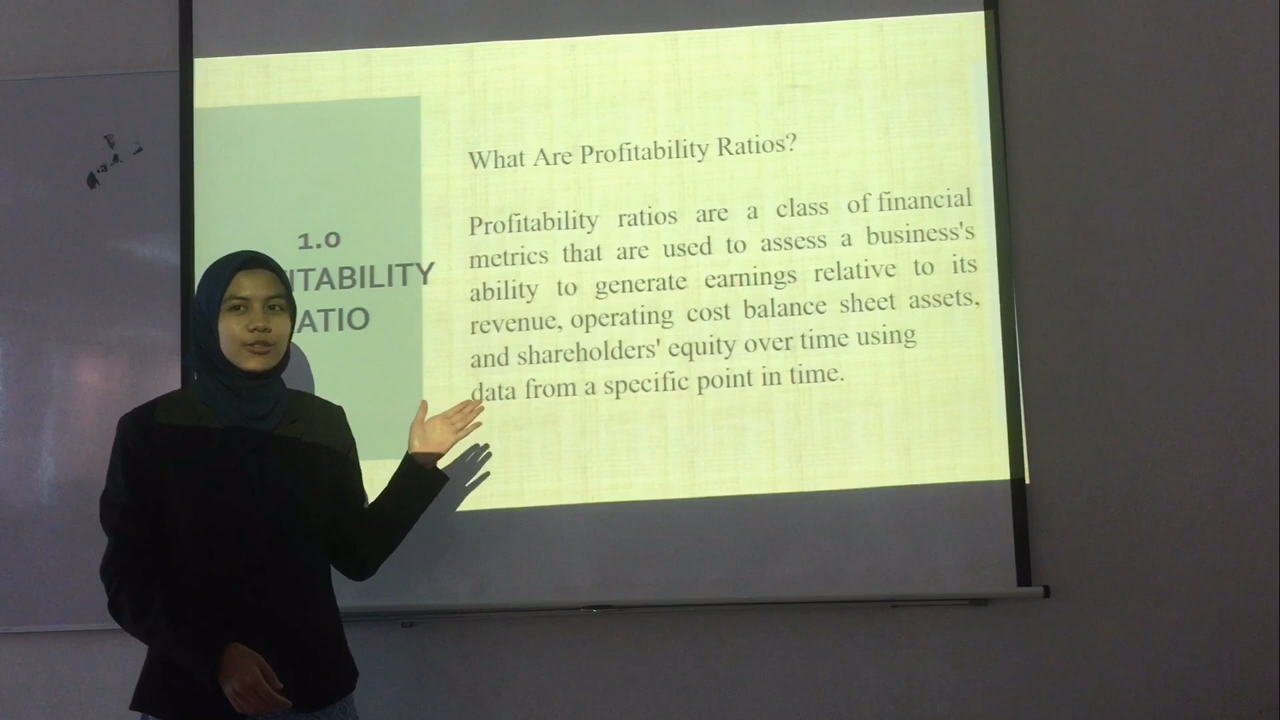 1.0
ITABILITY
ATIO
What Are Profitability Ratios?
Profitability ratios are a class of financial
metrics that are used to assess a business's
ability to generate earnings relative to its
revenue, operating cost balance sheet assets,
and shareholders' equity over time using
data from a specific point in time.